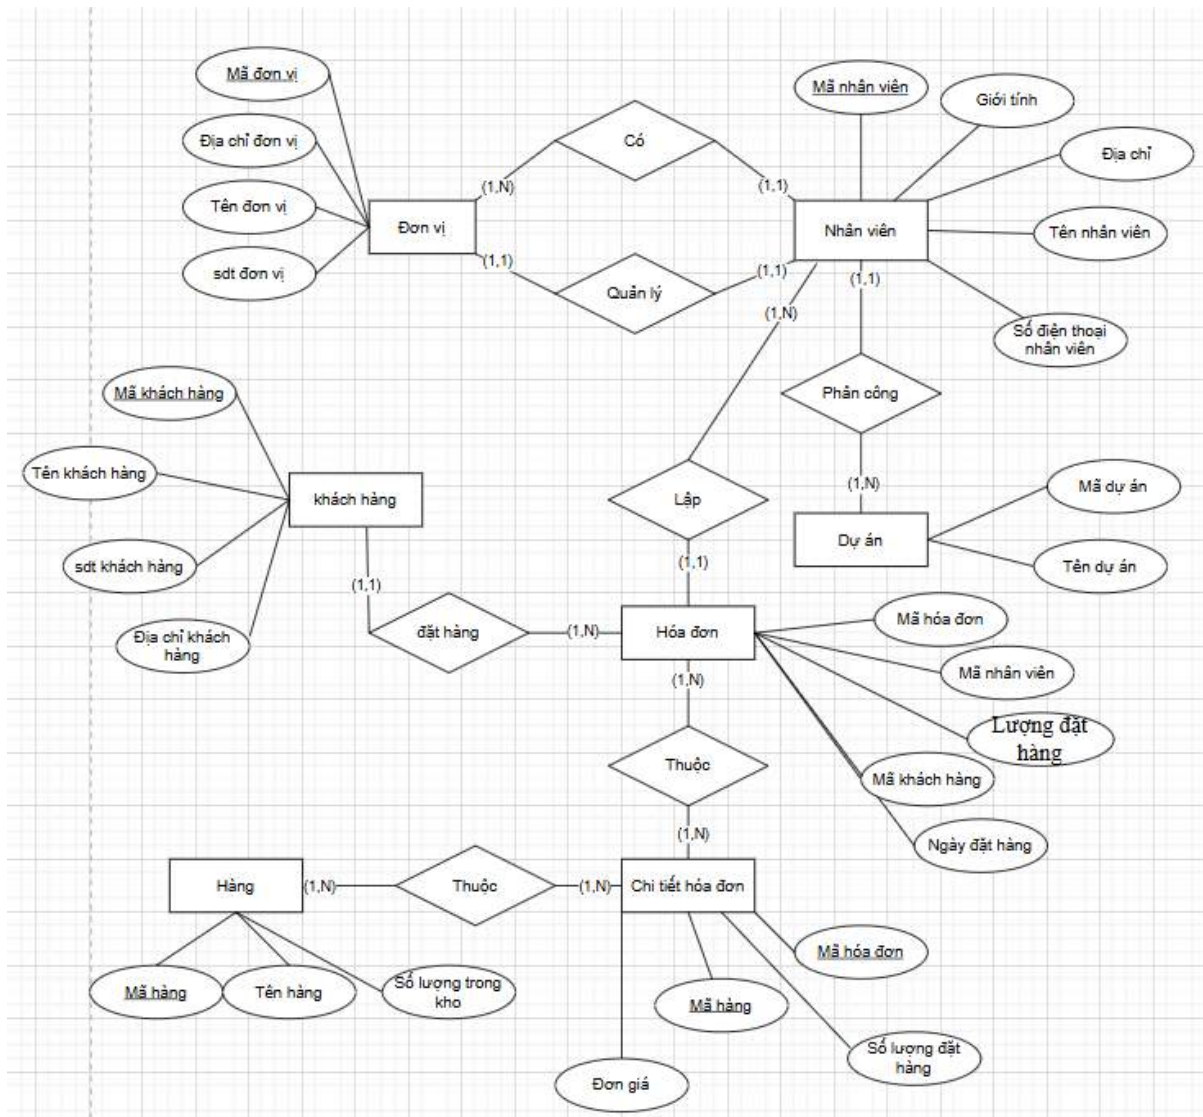 Mã đơn vị
Mã nhân viên
Giới tính
Địa chỉ đơn vị
Có
Địa chỉ
(1,N)
(1,1)
Tên đơn vị
Đơn vị
Nhân viên
Tên nhân viên
sdt đơn vị
(1,1)
Quản lý
(1,1)
(1,1)
(1,N)
Số điện thoại
nhân viên
Mã khách hàng
Phân công
Tên khách hàng
khách hàng
Lập
(1,N)
Mã dự án
Dự án
sdt khách hàng
(1,1)
(1,1)
Tên dự án
Địa chỉ khách
hàng
đặt hàng
(1,N)
Hóa đơn
Mã hóa đơn
Mã nhân viên
(1,N)
Lượng đặt
hàng
Thuộc
Mã khách hàng
(1,N)
Ngày đặt hàng
Hàng
(1,N)
Thuộc
(1,N)
Chi tiết hóa đơn
Mã hóa đơn
Mã hàng
Tên hàng
Số lượng trong
kho
Mã hàng
Số lượng đặt
hàng
Đơn giá